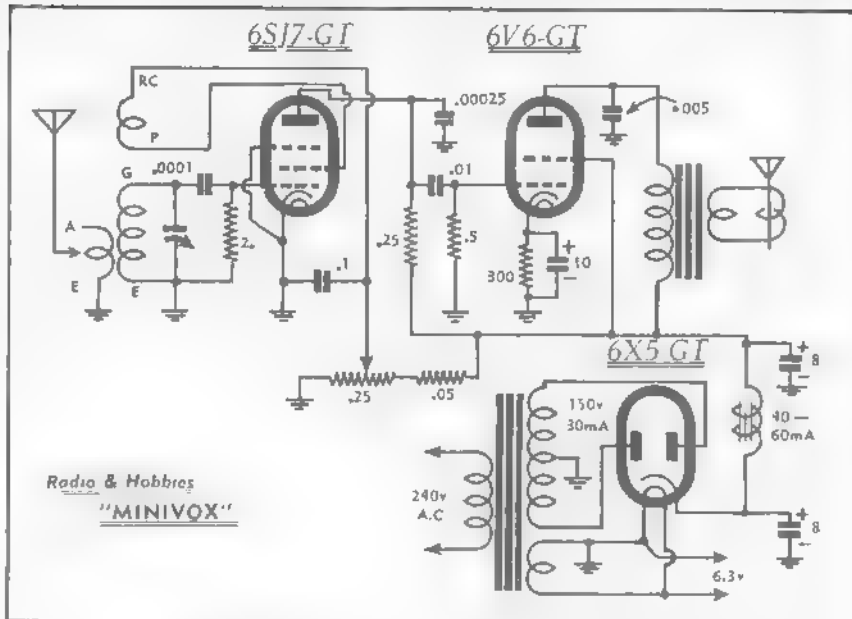 6SJ7-GT
6V6-GT
RC
P
.00025
.005
G
.0001
.01
A
2.
.25
.5
+
300
10
-
.1
E
E
6X5 GT
+
8
-
.25
.05
150v
30mA
40 —
60mA
240v
A.C
+
8
-
6.3v
Radio & Hobbies
"MINIVOX"